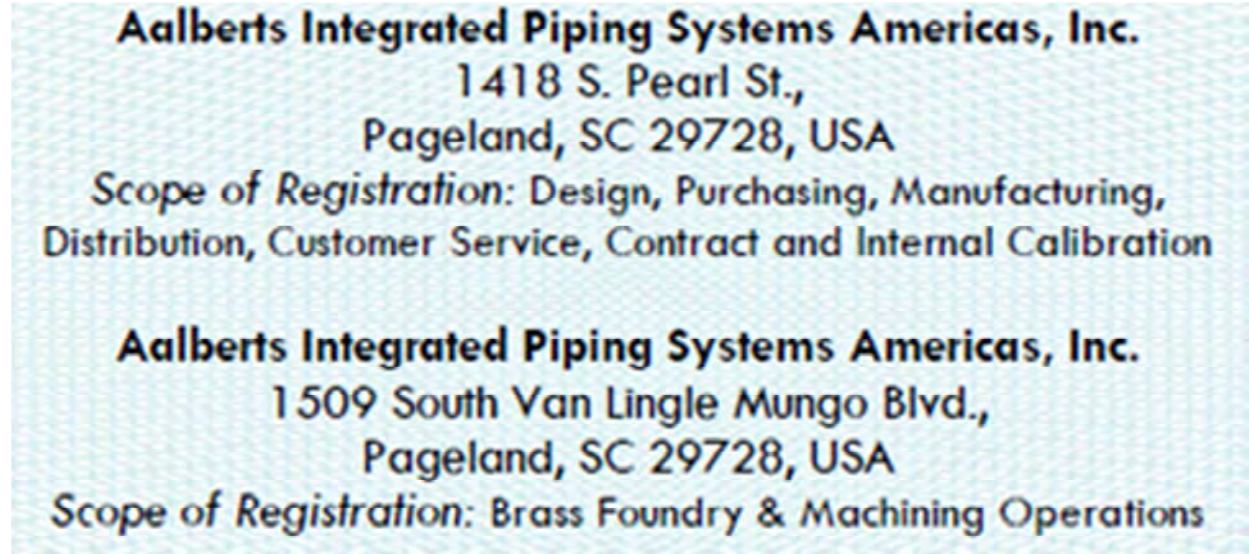 Aalberts Integrated Piping Systems Americas, Inc.
1418 S. Pearl St.,
Pageland, SC 29728, USA
Scope of Registration: Design, Purchasing, Manufacturing,
Distribution, Customer Service, Contract and Internal Calibration
Aalberts Integrated Piping Systems Americas, Inc.
1509 South Van Lingle Mungo Blvd.,
Pageland, SC 29728, USA
Scope of Registration: Brass Foundry & Machining Operations